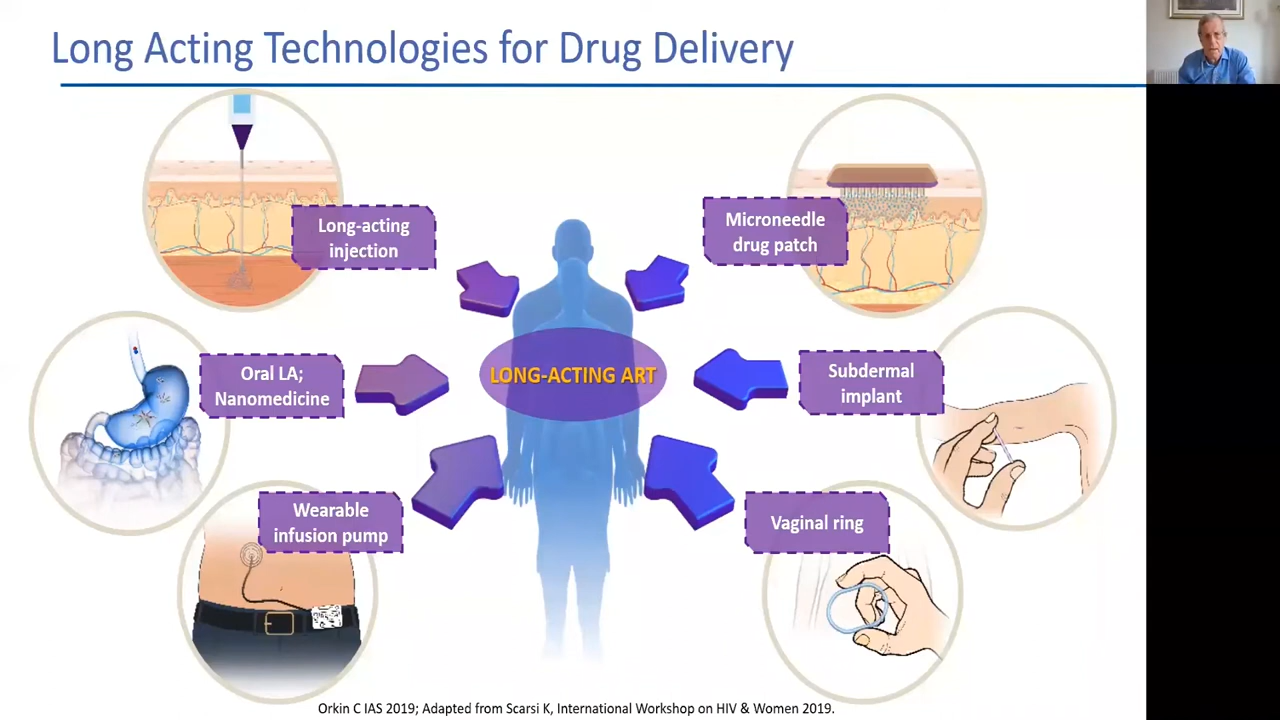 Long Acting Technologies for Drug Delivery
Long-acting
injection
Microneedle
drug patch
Oral LA;
Nanomedicine
LONG-ACTING ART
Subdermal
implant
Wearable
infusion pump
Vaginal ring
Orkin C IAS 2019; Adapted from Scarsi K, International Workshop on HIV & Women 2019.